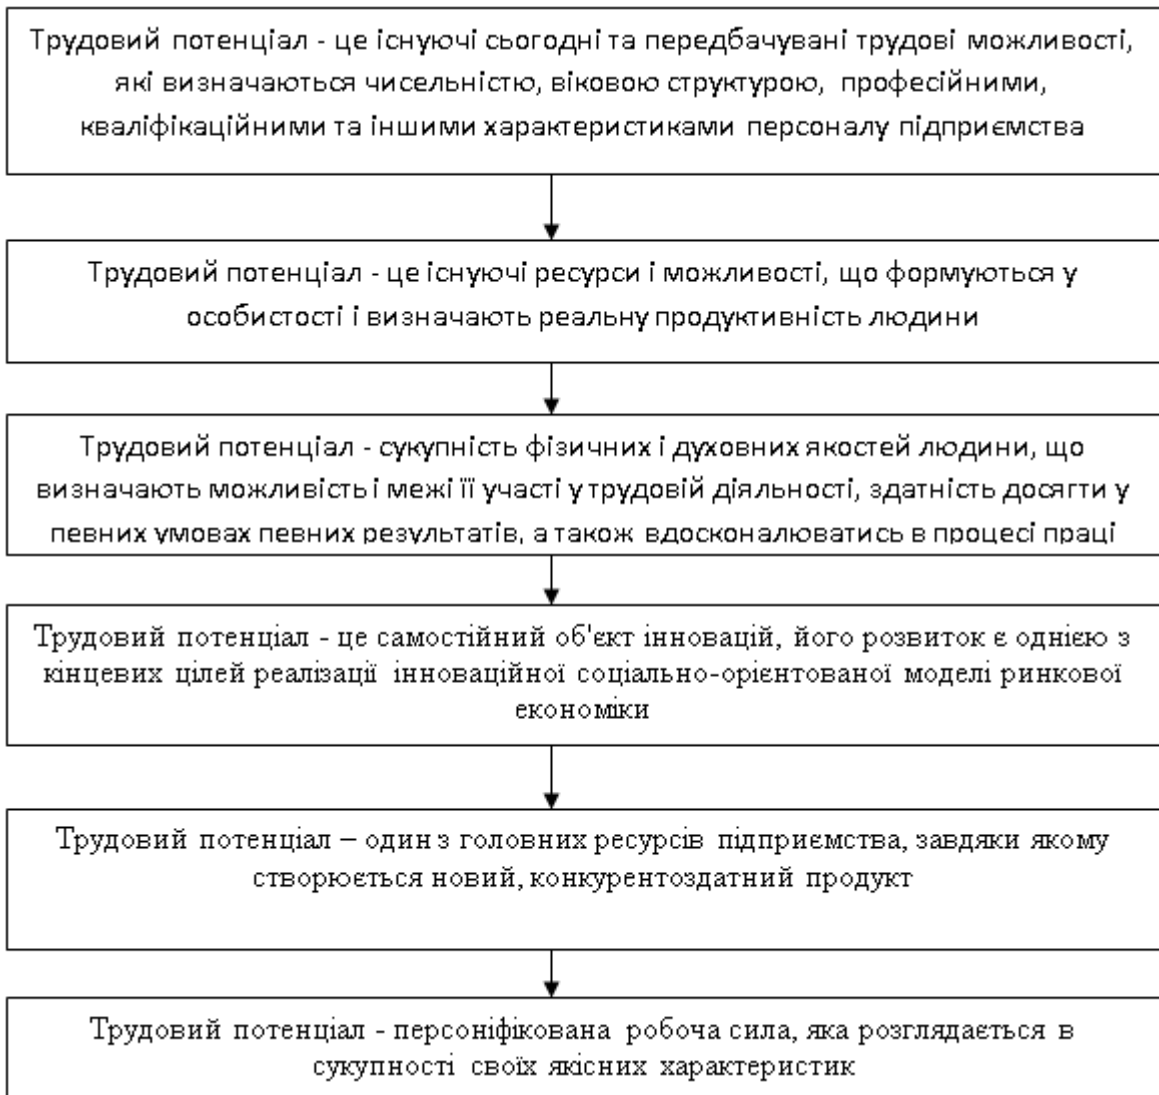 Трудовий потенціал - це існуючі сьогодні та передбачувані трудові можливості,
які визначаються чисельністю, віковою структурою, професійними,
кваліфікаційними та іншими характеристиками персоналу підприємства
Трудовий потенціал - це існуючі ресурси і можливості, що формуються у
особистості і визначають реальну продуктивність людини
Трудовий потенціал - сукупність фізичних і духовних якостей людини, що
визначають можливість і межі її участі у трудовій діяльності, здатність досягти у
певних умовах певних результатів, а також вдосконалюватись в процесі праці
Трудовий потенціал - це самостійний об'єкт інновацій, його розвиток є однією з
кінцевих цілей реалізації інноваційної соціально-орієнтованої моделі ринкової
економіки
Трудовий потенціал – один з головних ресурсів підприємства, завдяки якому
створюється новий, конкурентоздатний продукт
Трудовий потенціал - персоніфікована робоча сила, яка розглядається в
сукупності своїх якісних характеристик